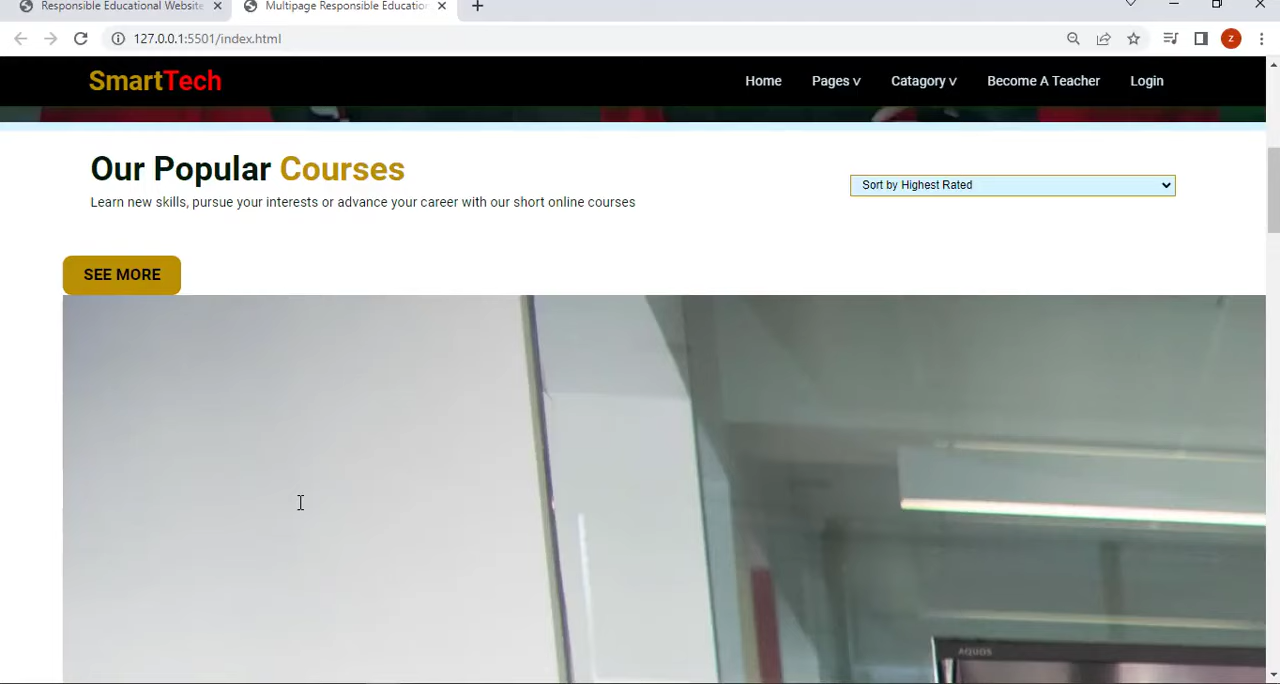 Responsible Educational Website
Multipage Responsible Educatio
127.0.0.1:5501/index.html
z
SmartTech
Home
Pages v
Catagory v
Become A Teacher
Login
Our Popular Courses
Sort by Highest Rated
Learn new skills, pursue your interests or advance your career with our short online courses
SEE MORE
AQUOS